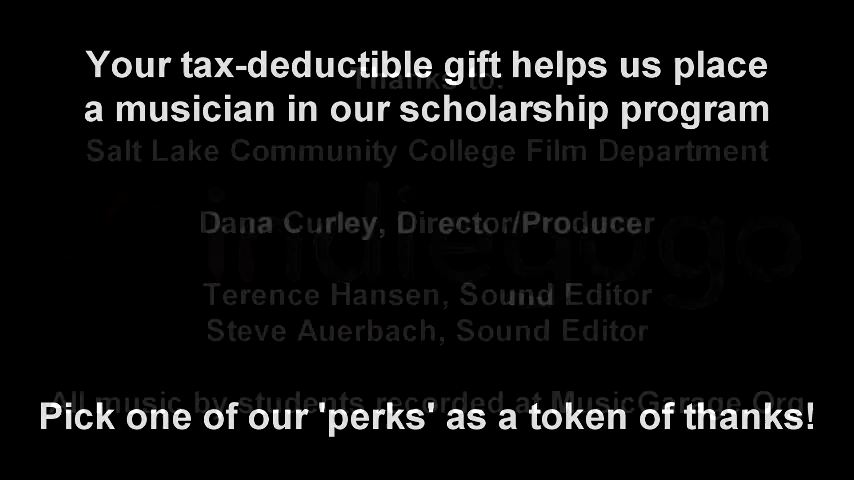 Your tax-deductible gift helps us place
Thanks to:
a musician in our scholarship program
Salt Lake Community College Film Department
indiegogo
Dana Curley, Director/Producer
Terence Hansen, Sound Editor
Steve Auerbach, Sound Editor
All music by students recorded at MusicGarage.Org
Pick one of our 'perks' as a token of thanks!